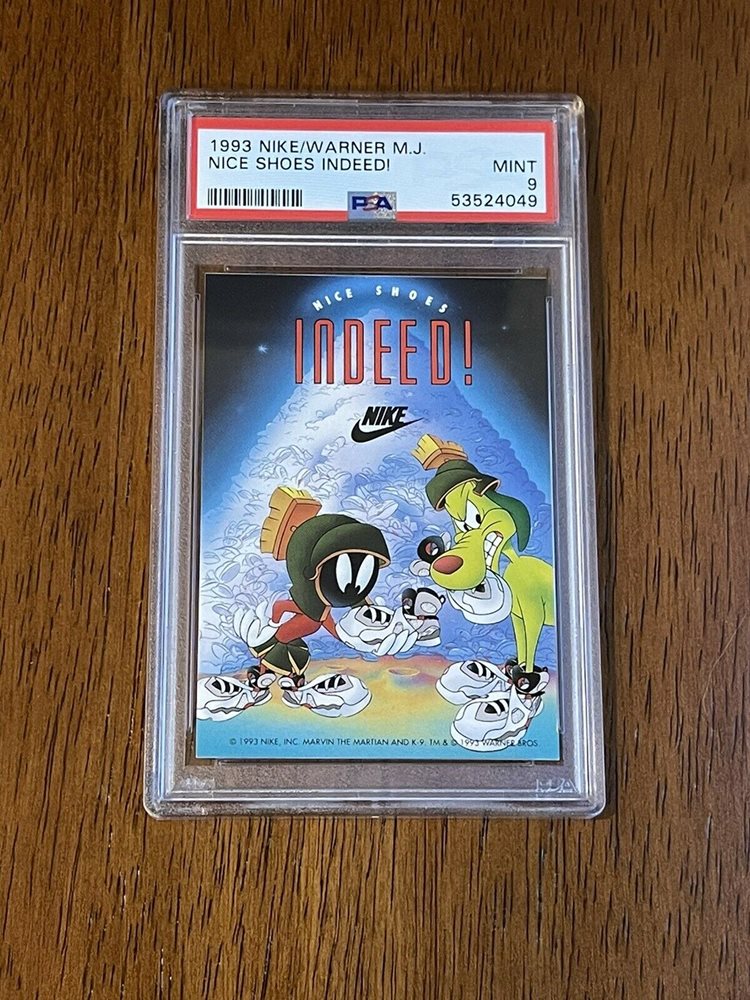 1993 NIKE/WARNER M.J.
NICE SHOES INDEED!
MINT
9
PSA
53524049
NICE SHOES
INDEED!
NIKE
© 1993 NIKE, INC. MARVIN THE MARTIAN AND K-9, TM & © 1993 WARNER BROS.